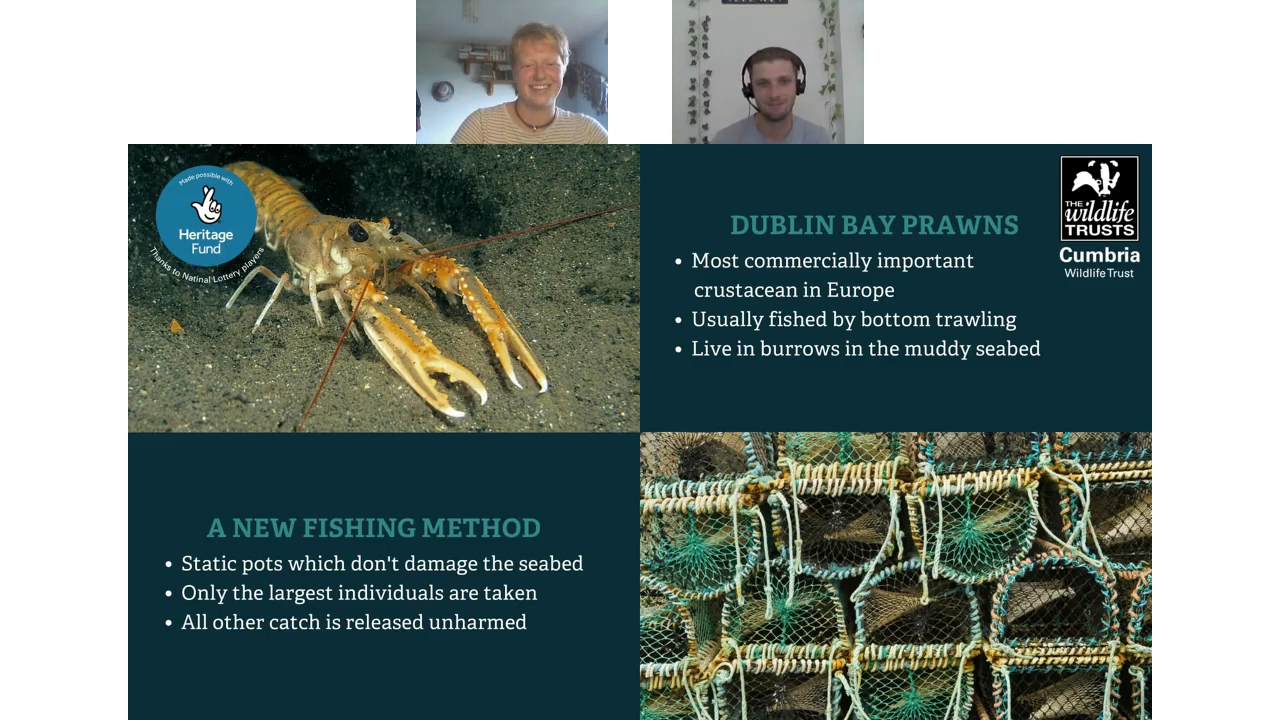 Made possible with
Heritage
Fund
Thanks to Natinal Lottery players
DUBLIN BAY PRAWNS
• Most commercially important
crustacean in Europe
• Usually fished by bottom trawling
• Live in burrows in the muddy seabed
THE
wildlife
TRUSTS
Cumbria
Wildlife Trust
A NEW FISHING METHOD
• Static pots which don't damage the seabed
• Only the largest individuals are taken
• All other catch is released unharmed